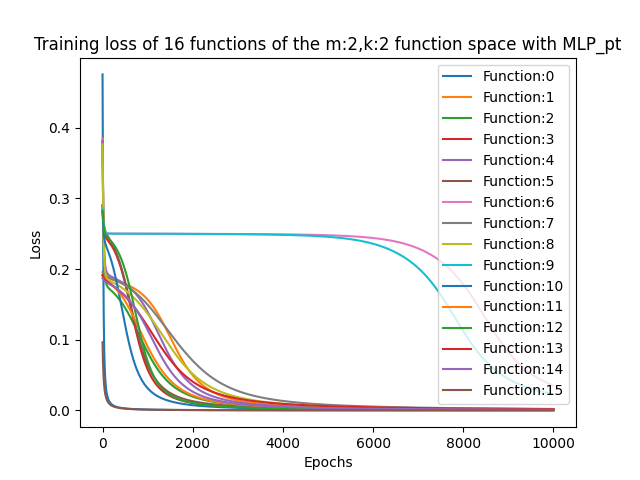 Training loss of 16 functions of the m:2,k:2 function space with MLP_pt
Loss
0.4
0.3
0.2
0.1
0.0
0
2000
4000
6000
8000
10000
Epochs
Function:0
Function:1
Function:2
Function:3
Function:4
Function:5
Function:6
Function:7
Function:8
Function:9
Function:10
Function:11
Function:12
Function:13
Function:14
Function:15